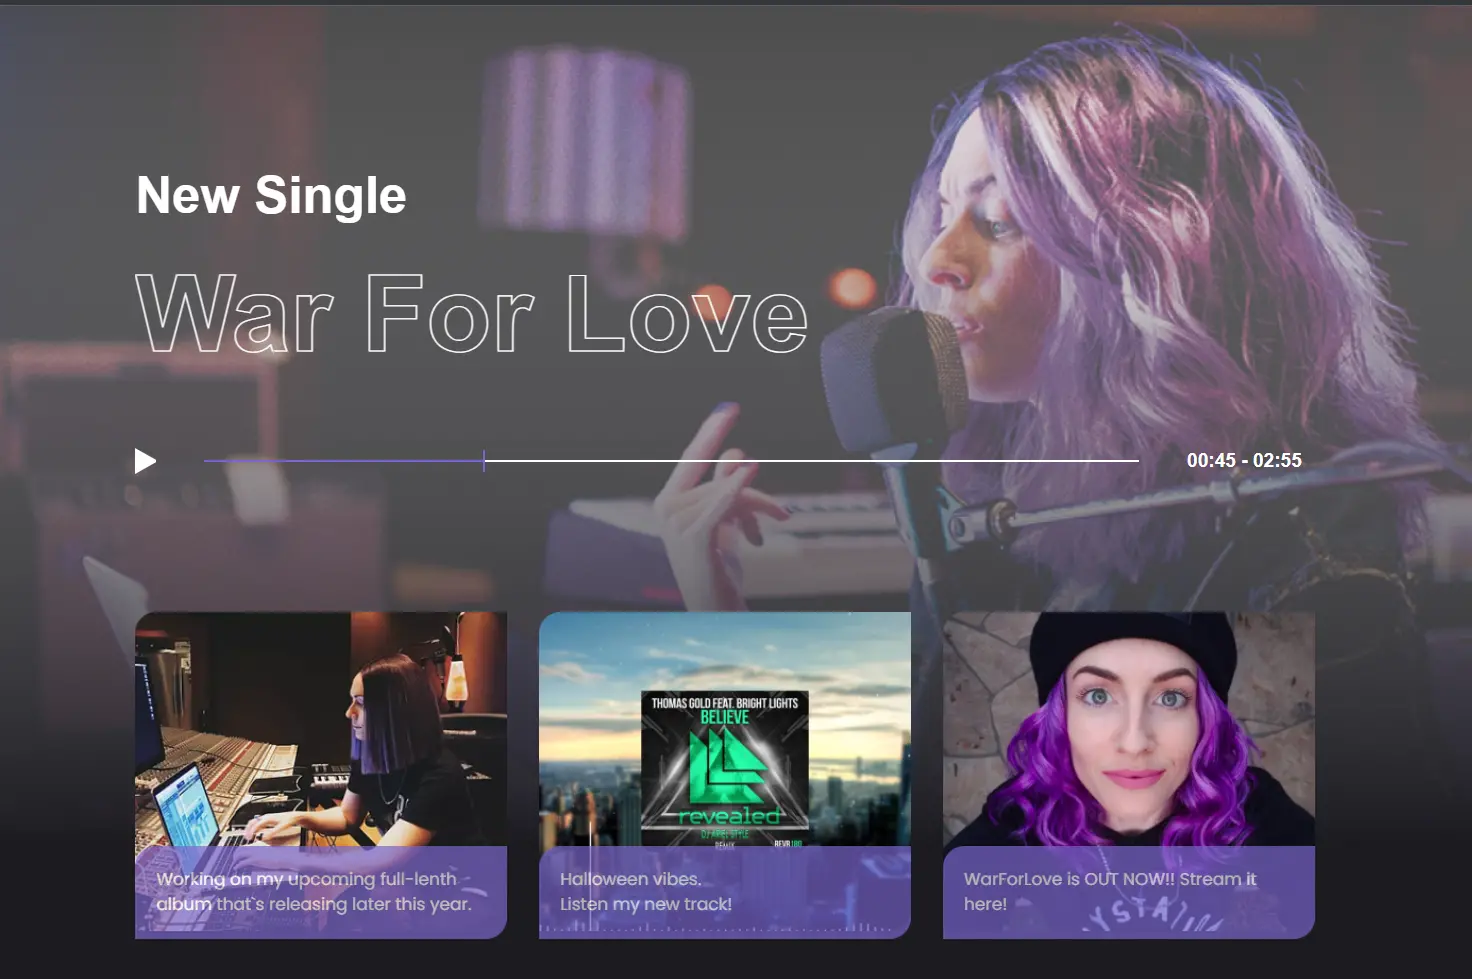 New Single
War For Love
00:45 - 02:55
THOMAS GOLD FEAT. BRIGHT LIGHTS
BELIEVE
revealed
REMIX
Working on my upcoming full-lenth
album that`s releasing later this year.
Halloween vibes.
Listen my new track!
WarForLove is OUT NOW!! Stream it
here!